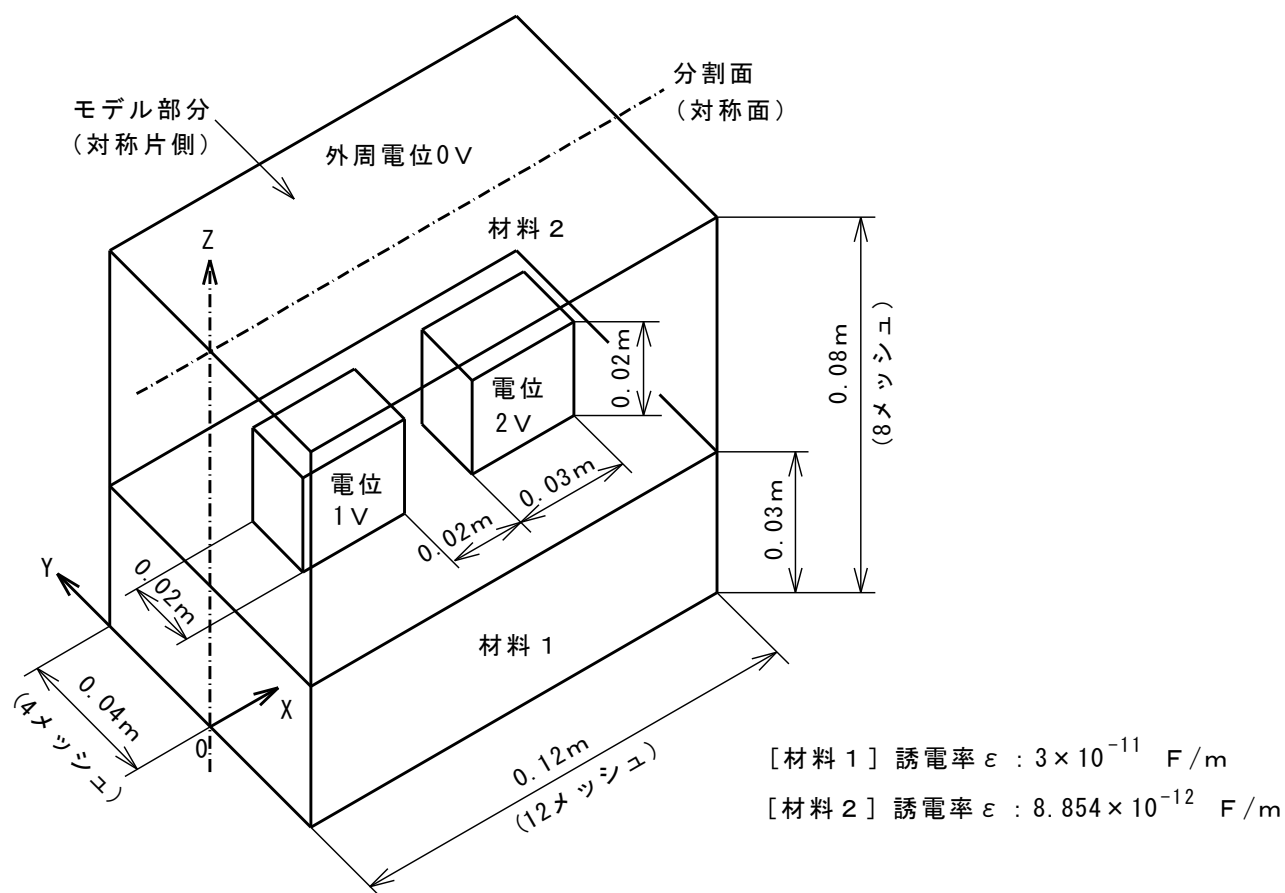 分割面
(対称面)
モデル部分
(対称片側)
外周電位0V
材料2
Z
電位
2V
0.02m
0.08m
(8メッシュ)
電位
1V
0.03m
0.02m
0.03m
Y
0.02m
材料1
X
0
0.04m
(4メッシュ)
0.12m
(12メッシュ)
[材料1] 誘電率ε : 3×10⁻¹¹ F/m
[材料2] 誘電率ε : 8.854×10⁻¹² F/m